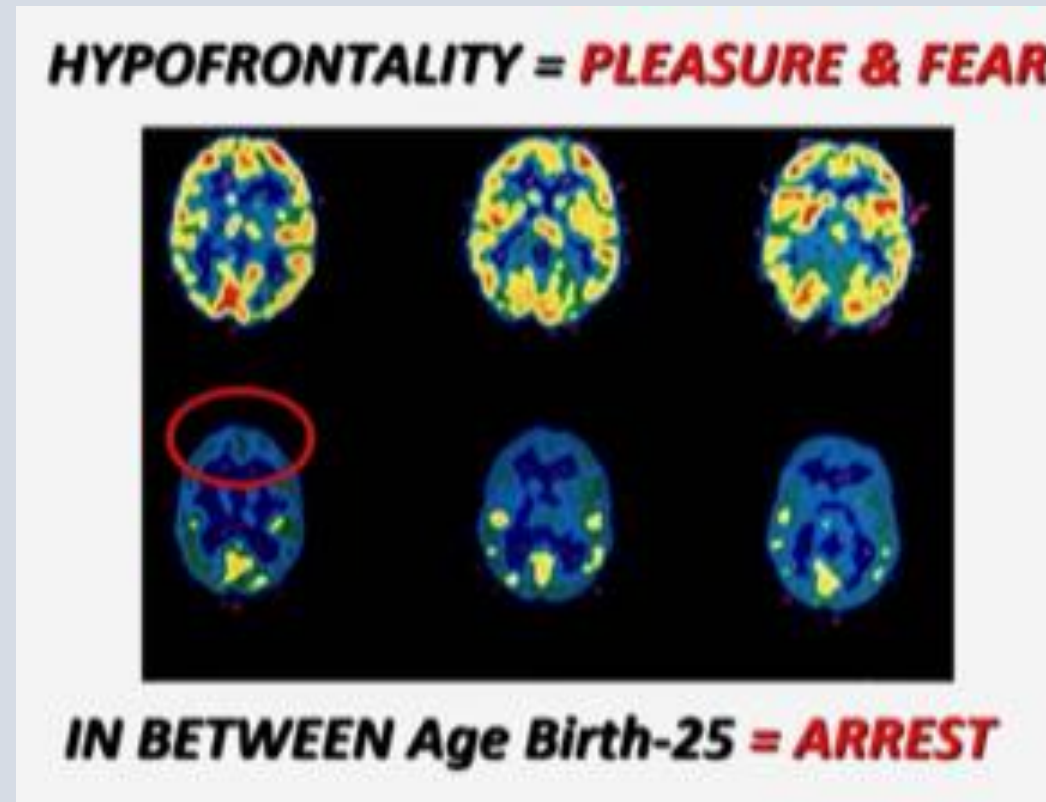 HYPOFRONTALITY = PLEASURE & FEAR
IN BETWEEN Age Birth-25 = ARREST